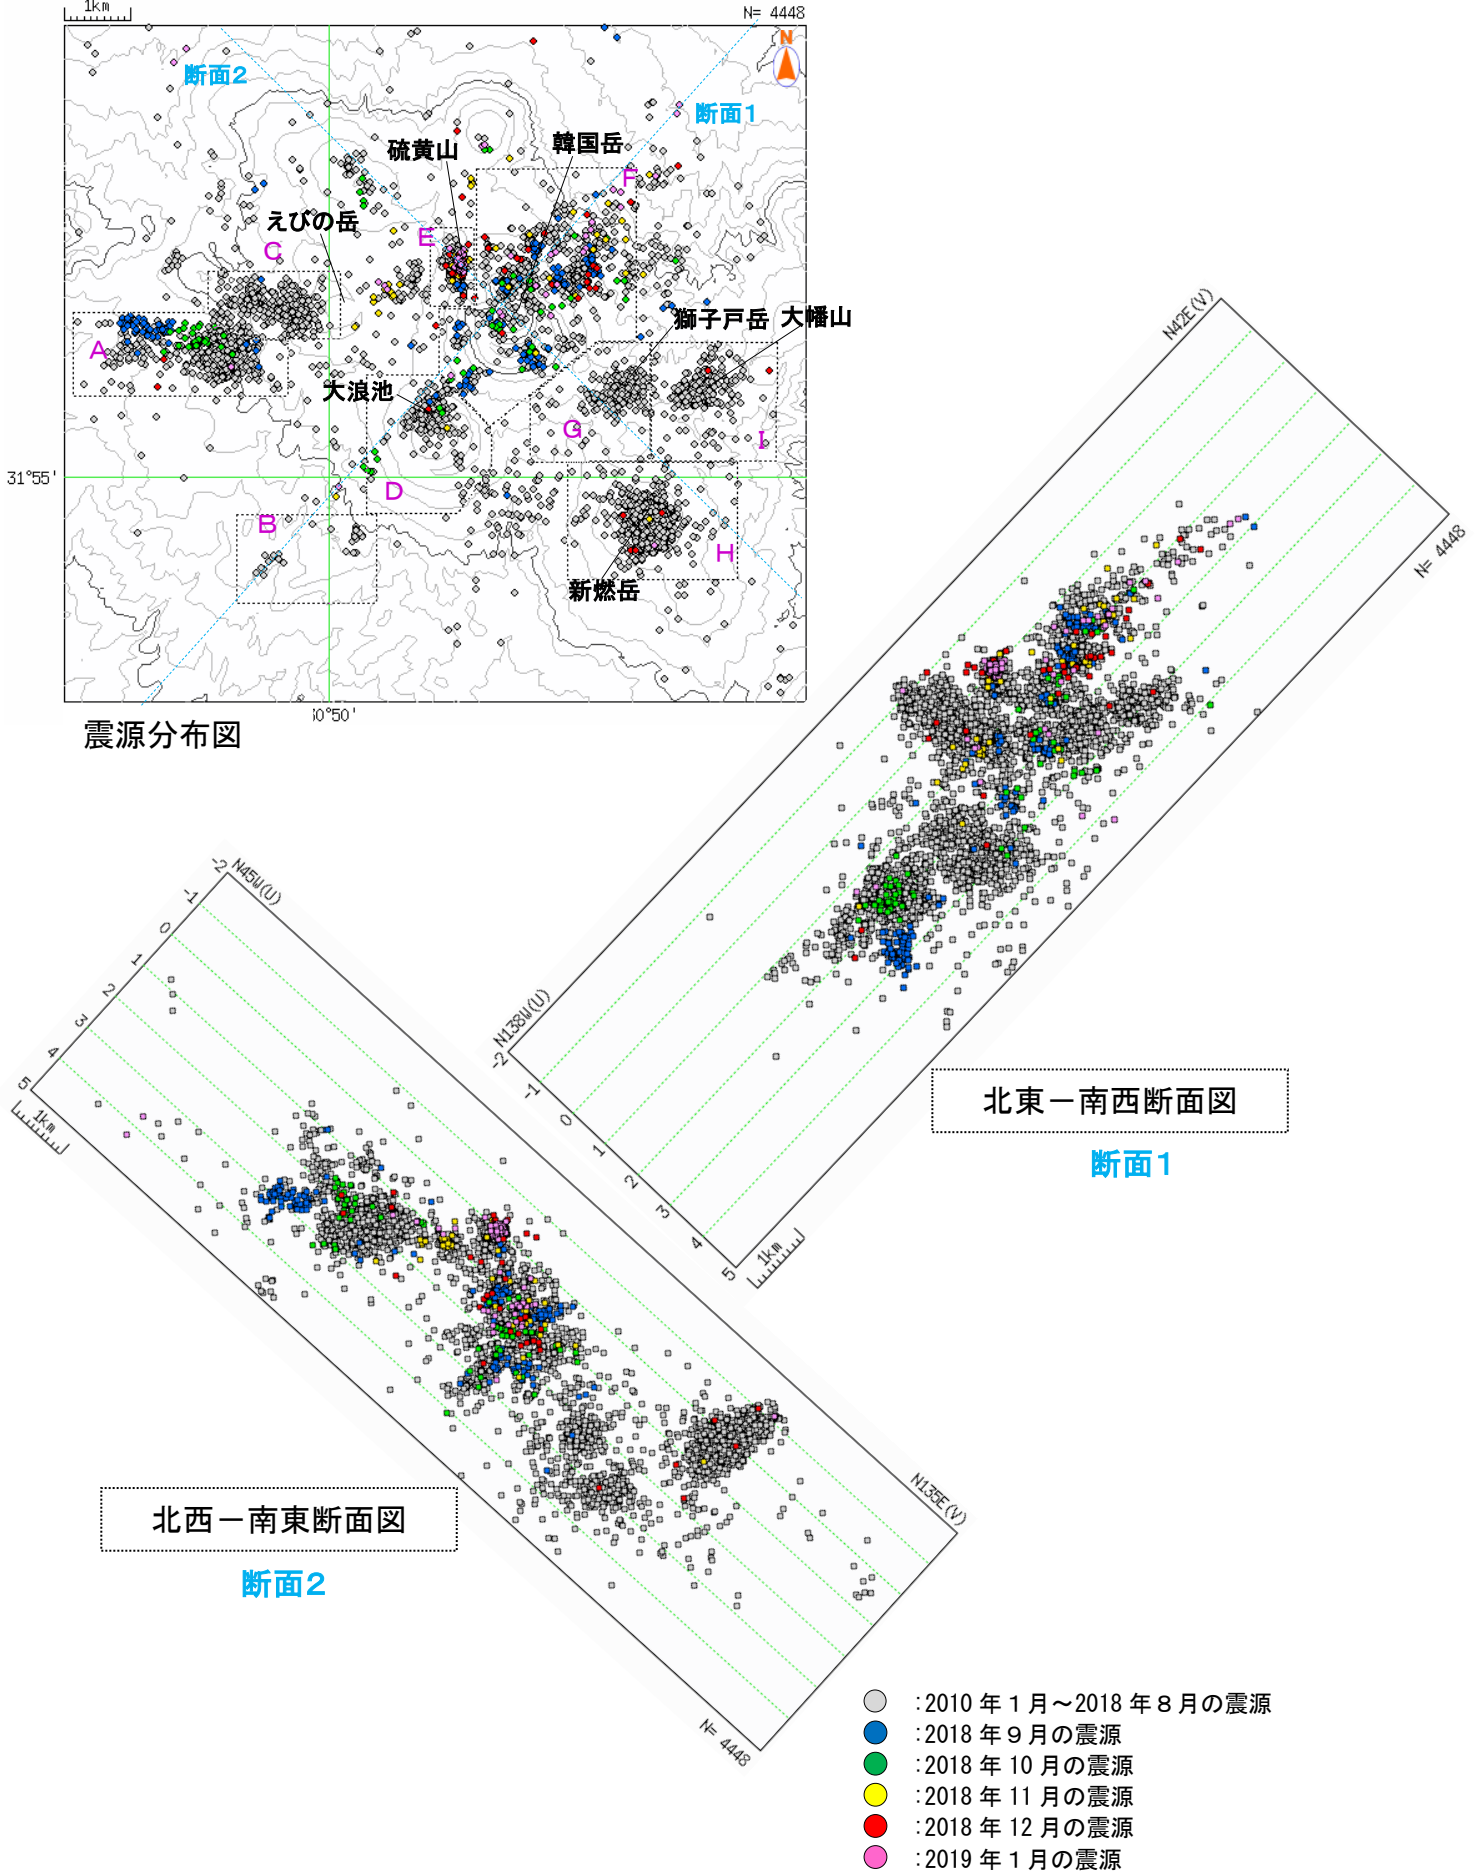 1km
N= 4448
N
断面2
断面1
硫黄山
韓国岳
F
えびの岳
C
E
獅子戸岳
大幡山
A
大浪池
G
I
31°55'
D
B
H
新燃岳
30°50'
震源分布図
N42E(V)
N= 4448
N138W(U)
-2
-1
0
1
2
3
4
5
1km
北東－南西断面図
断面1
N45W(U)
-2
-1
0
1
2
3
4
5
1km
N135E(V)
N= 4448
北西－南東断面図
断面2
:2010 年 1 月～2018 年 8 月の震源
:2018 年 9 月の震源
:2018 年 10 月の震源
:2018 年 11 月の震源
:2018 年 12 月の震源
:2019 年 1 月の震源